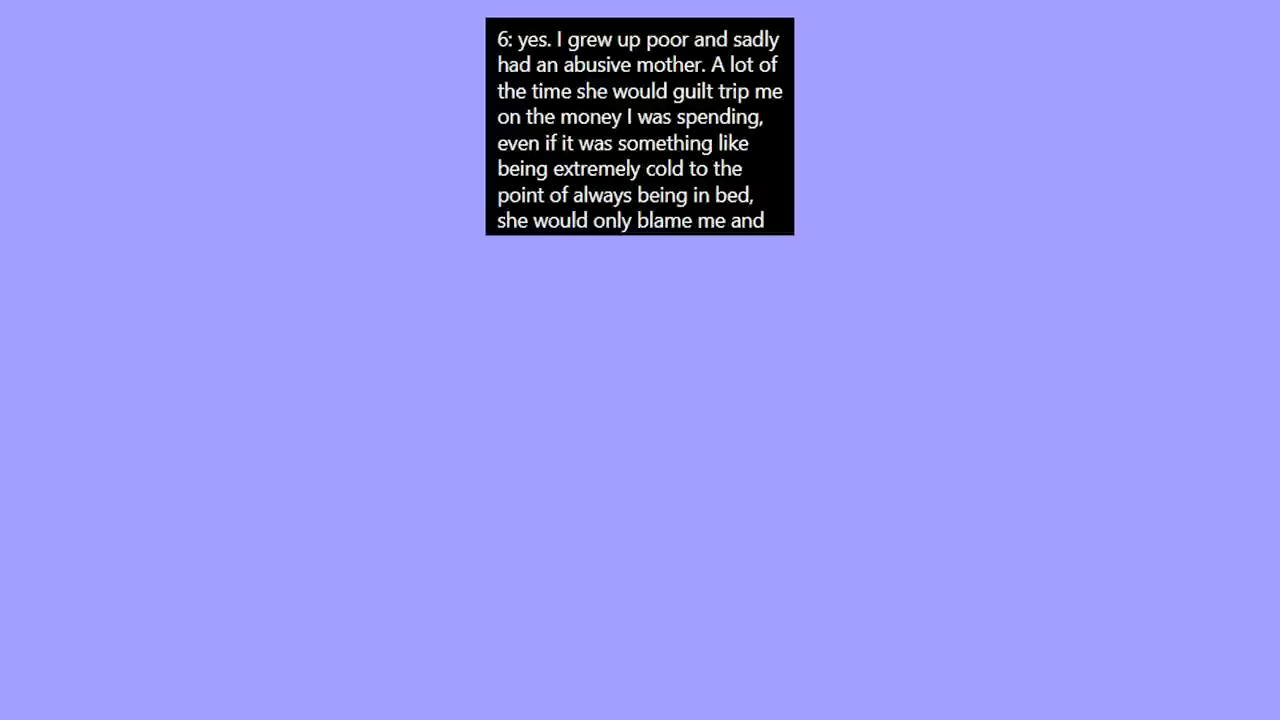 6: yes. I grew up poor and sadly
had an abusive mother. A lot of
the time she would guilt trip me
on the money I was spending,
even if it was something like
being extremely cold to the
point of always being in bed,
she would only blame me and